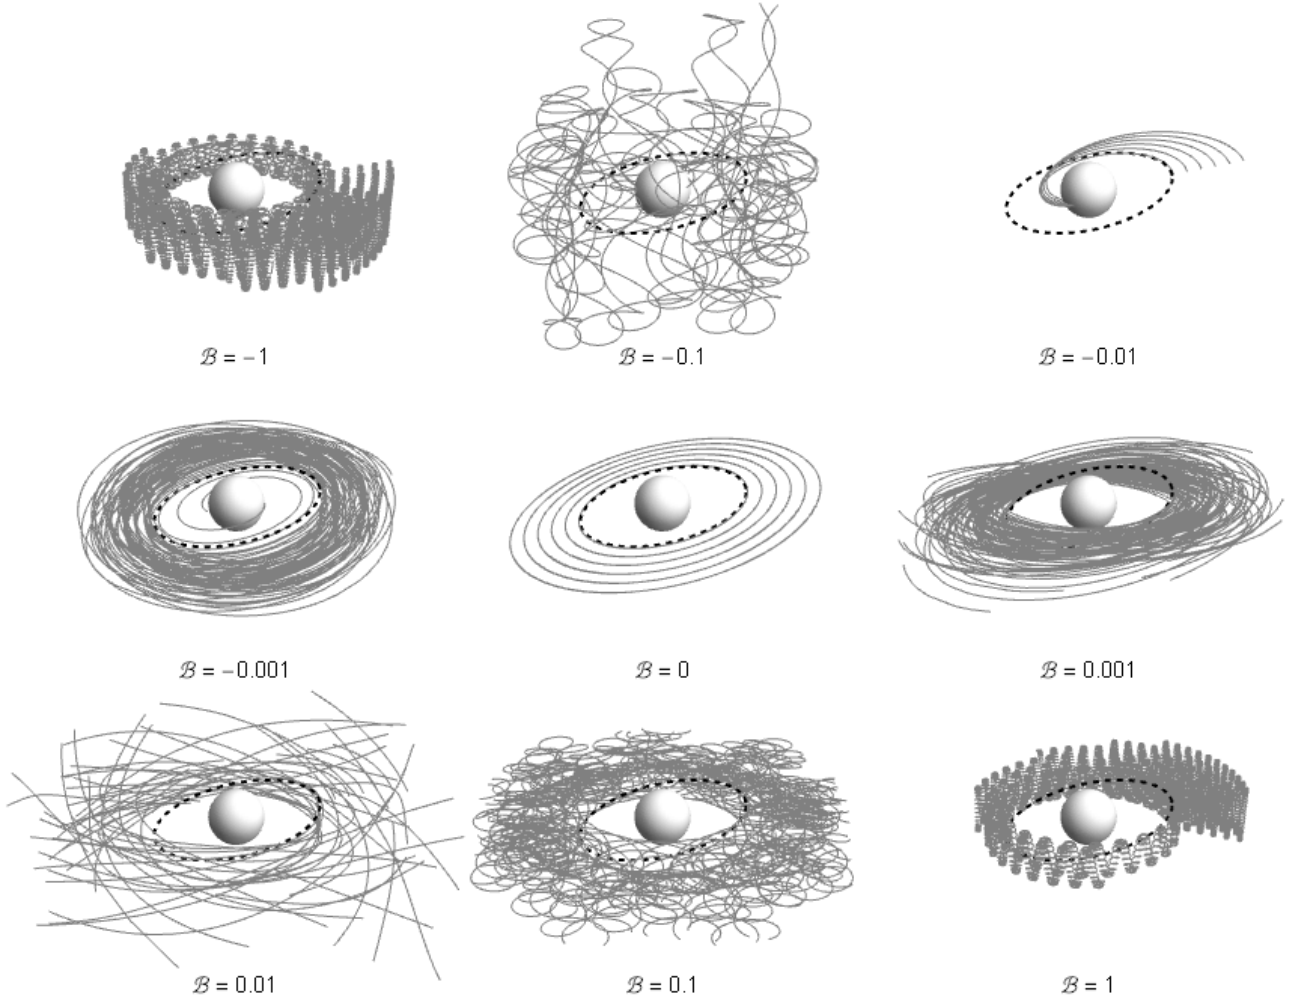 ℬ = −1
ℬ = −0.1
ℬ = −0.01
ℬ = −0.001
ℬ = 0
ℬ = 0.001
ℬ = 0.01
ℬ = 0.1
ℬ = 1